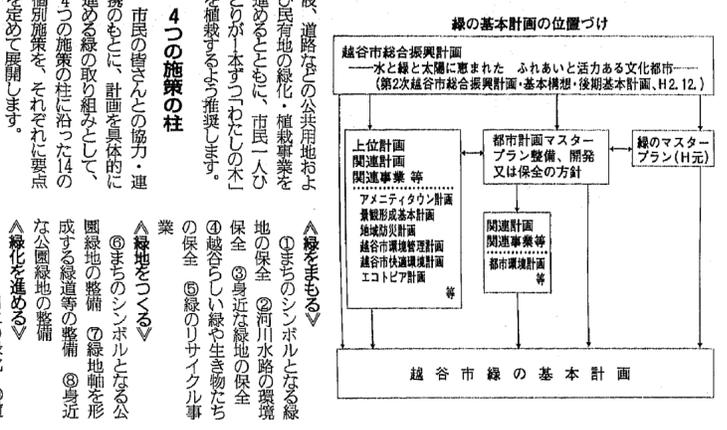 設、道路などの公共用地およ
び民有地の緑化・植栽事業を
進めるとともに、市民一人ひ
とりが1本ずつ「わたしの木」
を植栽するよう推奨します。
4つの施策の柱
市民の皆さんとの協力・連
携のもとに、計画を具体的に
進める緑の取り組みとして、
4つの施策の柱に沿った14の
個別施策を、それぞれに要点
を定めて展開します。
≪緑をまもる≫
①まちのシンボルとなる緑
地の保全 ②河川水路の環境
保全 ③身近な緑地の保全
④越谷らしい緑や生き物たち
の保全 ⑤緑のリサイクル事
業
≪緑地をつくる≫
⑥まちのシンボルとなる公
園緑地の整備 ⑦緑地軸を形
成する緑道等の整備 ⑧身近
な公園緑地の整備
≪緑化を進める≫
緑の基本計画の位置づけ
越谷市総合振興計画
──水と緑と太陽に恵まれた ふれあいと活力ある文化都市──
(第2次越谷市総合振興計画・基本構想・後期基本計画、H2.12.)
上位計画
関連計画
関連事業 等
アメニティタウン計画
景観形成基本計画
地域防災計画
越谷市環境管理計画
越谷市快適環境計画
エコトピア計画
等
都市計画マスター
プラン整備、開発
又は保全の方針
緑のマスター
プラン(H元)
関連計画
関連事業等
都市環境計画
等
越谷市緑の基本計画